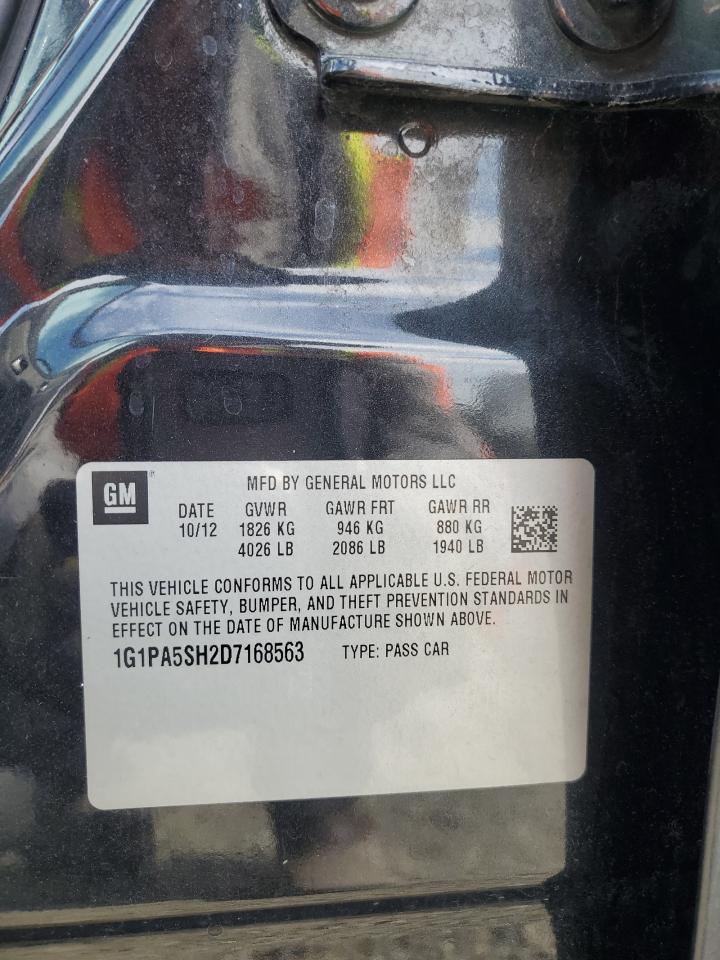 GM
MFD BY GENERAL MOTORS LLC
DATE GVWR GAWR FRT GAWR RR
10/12 1826 KG 946 KG 880 KG
4026 LB 2086 LB 1940 LB
THIS VEHICLE CONFORMS TO ALL APPLICABLE U.S. FEDERAL MOTOR
VEHICLE SAFETY, BUMPER, AND THEFT PREVENTION STANDARDS IN
EFFECT ON THE DATE OF MANUFACTURE SHOWN ABOVE.
1G1PA5SH2D7168563 TYPE: PASS CAR